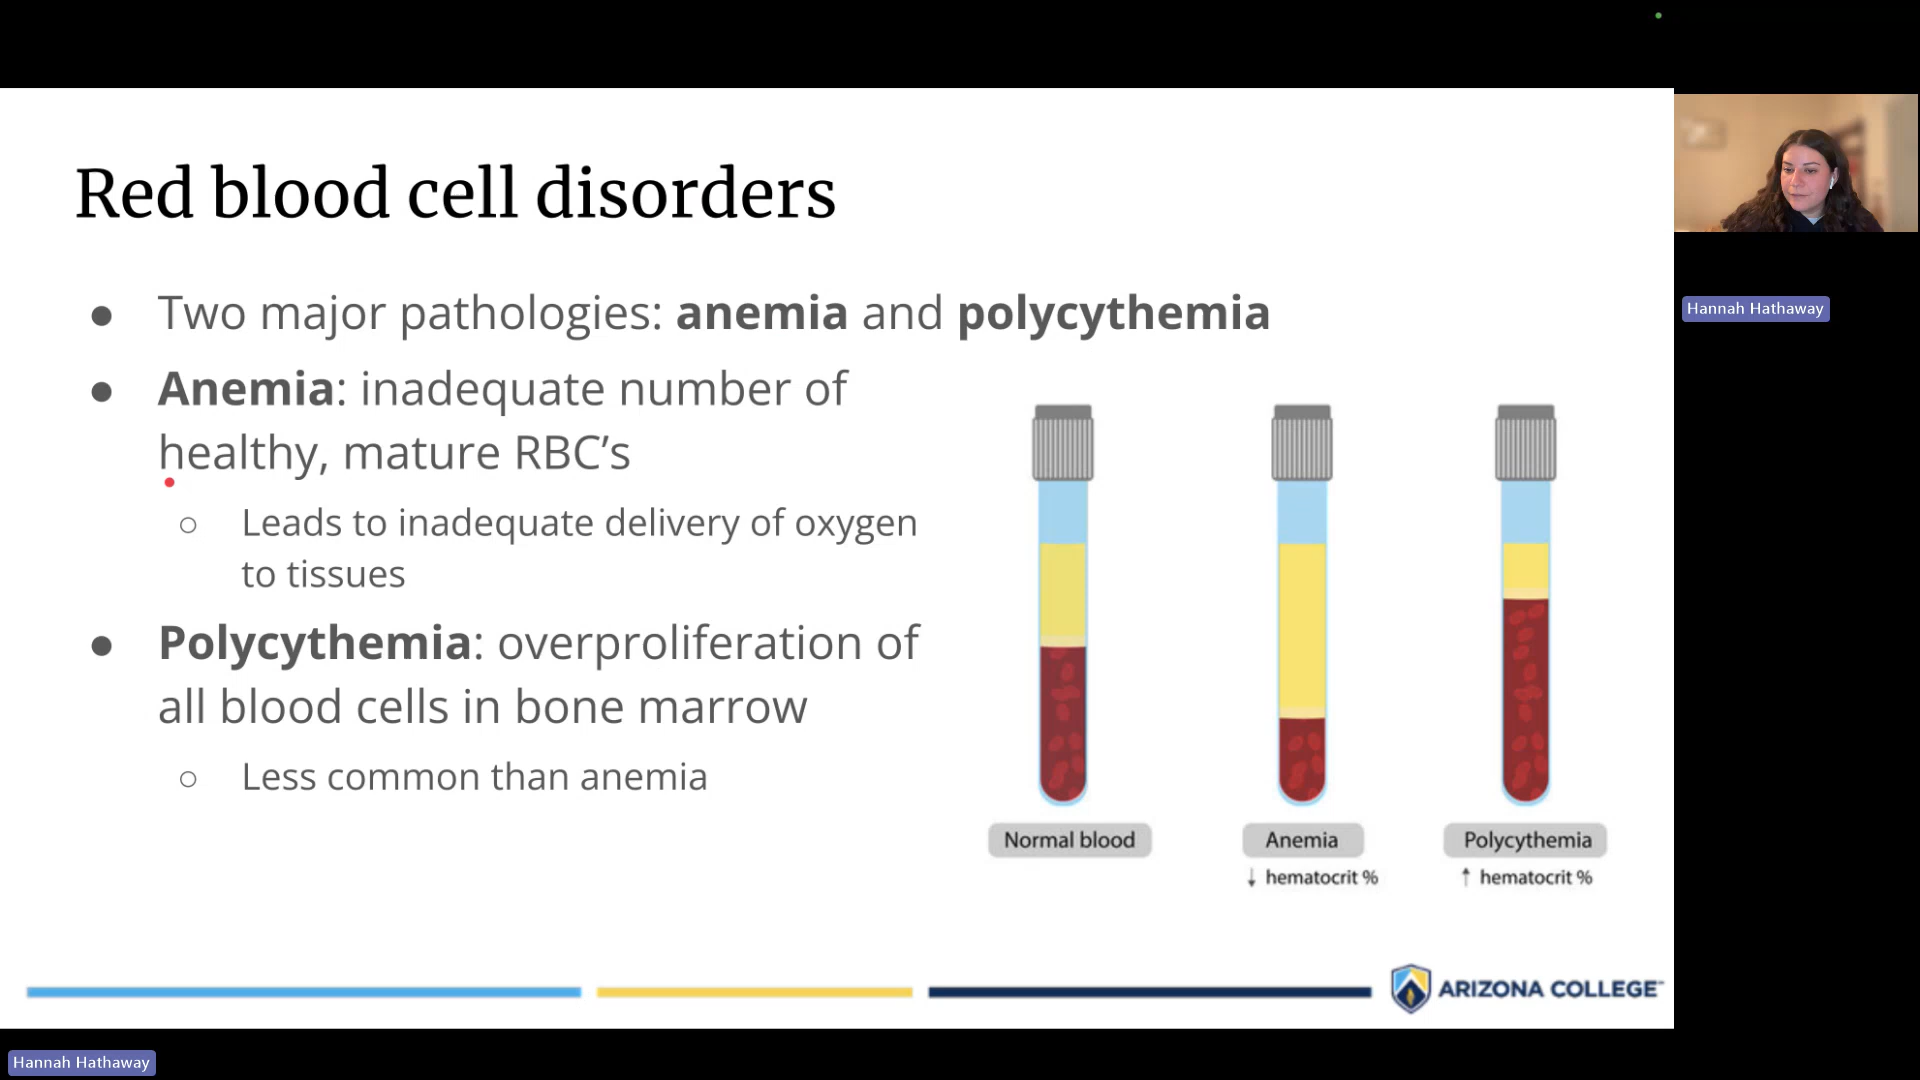 Red blood cell disorders
● Two major pathologies: anemia and polycythemia
● Anemia: inadequate number of
healthy, mature RBC’s
○ Leads to inadequate delivery of oxygen
to tissues
● Polycythemia: overproliferation of
all blood cells in bone marrow
○ Less common than anemia
Normal blood
Anemia
↓ hematocrit %
Polycythemia
↑ hematocrit %
ARIZONA COLLEGE™
Hannah Hathaway
Hannah Hathaway